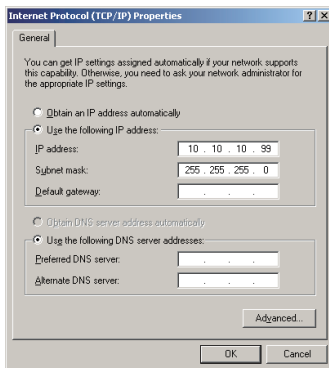 Internet Protocol (TCP/IP) Properties ? X
General
You can get IP settings assigned automatically if your network supports
this capability. Otherwise, you need to ask your network administrator for
the appropriate IP settings.
Obtain an IP address automatically
Use the following IP address:
IP address: 10 . 10 . 10 . 99
Subnet mask: 255 . 255 . 255 . 0
Default gateway: . . .
Obtain DNS server address automatically
Use the following DNS server addresses:
Preferred DNS server: . . .
Alternate DNS server: . . .
Advanced...
OK Cancel